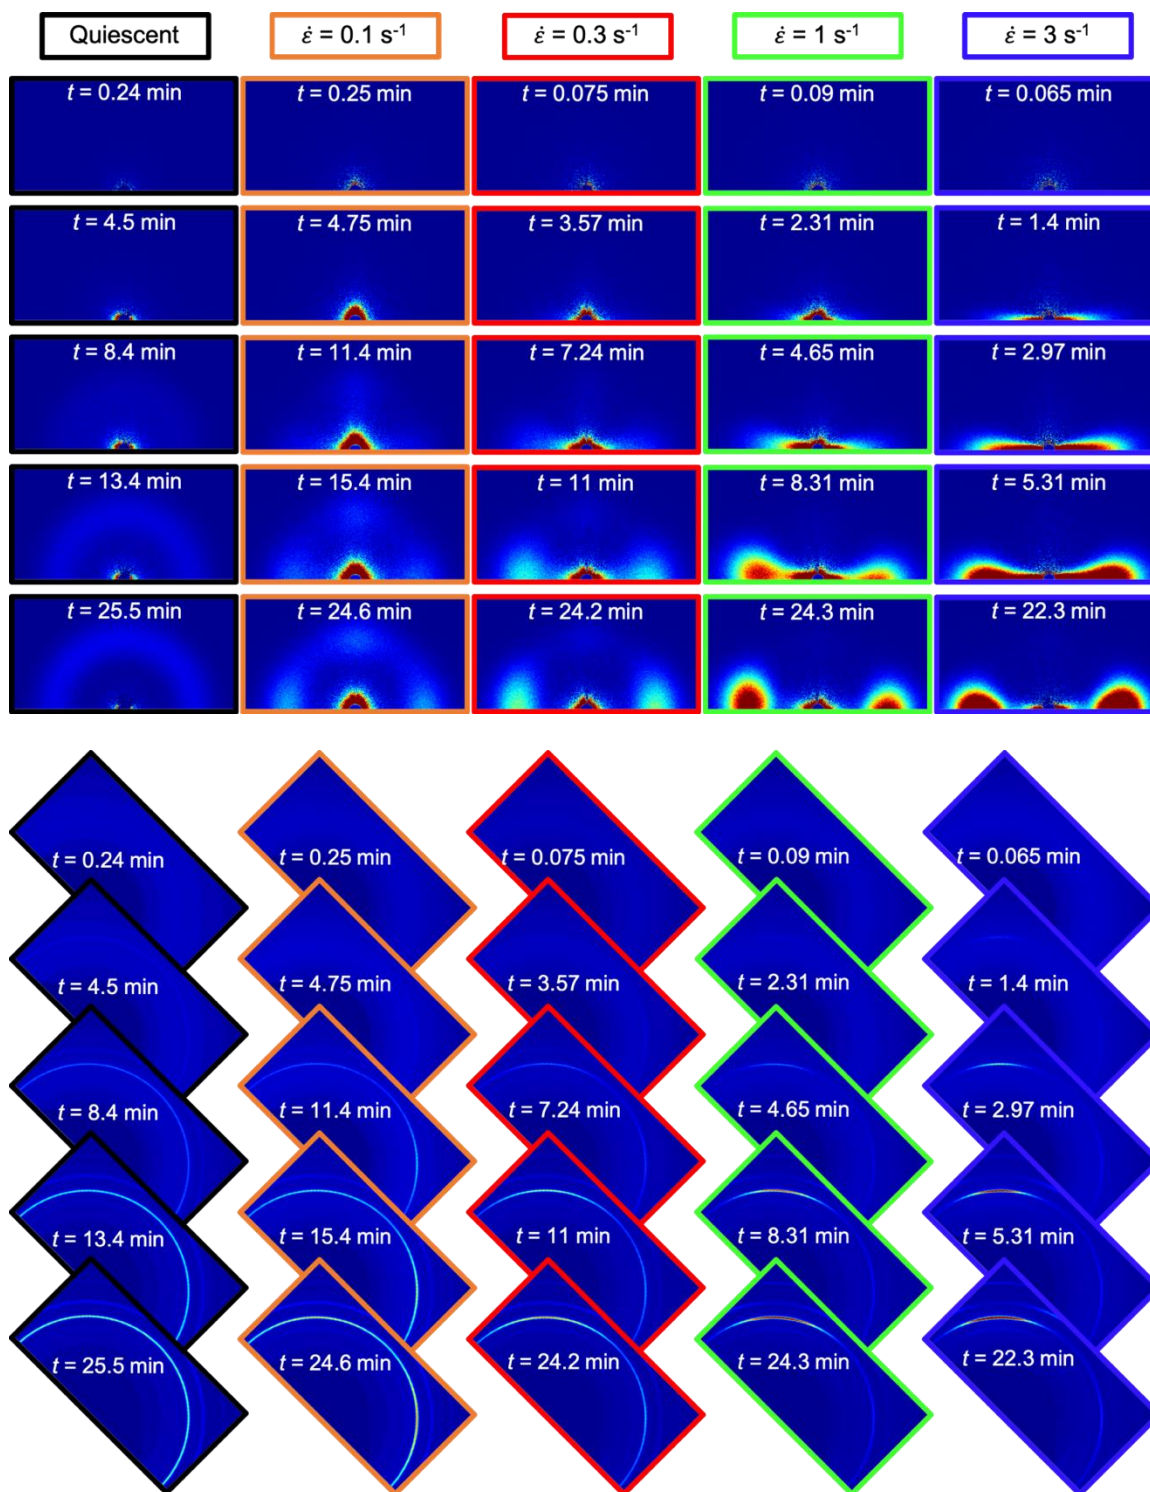 Quiescent
ε̇ = 0.1 s⁻¹
ε̇ = 0.3 s⁻¹
ε̇ = 1 s⁻¹
ε̇ = 3 s⁻¹
t = 0.24 min
t = 0.25 min
t = 0.075 min
t = 0.09 min
t = 0.065 min
t = 4.5 min
t = 4.75 min
t = 3.57 min
t = 2.31 min
t = 1.4 min
t = 8.4 min
t = 11.4 min
t = 7.24 min
t = 4.65 min
t = 2.97 min
t = 13.4 min
t = 15.4 min
t = 11 min
t = 8.31 min
t = 5.31 min
t = 25.5 min
t = 24.6 min
t = 24.2 min
t = 24.3 min
t = 22.3 min
t = 0.24 min
t = 0.25 min
t = 0.075 min
t = 0.09 min
t = 0.065 min
t = 4.5 min
t = 4.75 min
t = 3.57 min
t = 2.31 min
t = 1.4 min
t = 8.4 min
t = 11.4 min
t = 7.24 min
t = 4.65 min
t = 2.97 min
t = 13.4 min
t = 15.4 min
t = 11 min
t = 8.31 min
t = 5.31 min
t = 25.5 min
t = 24.6 min
t = 24.2 min
t = 24.3 min
t = 22.3 min